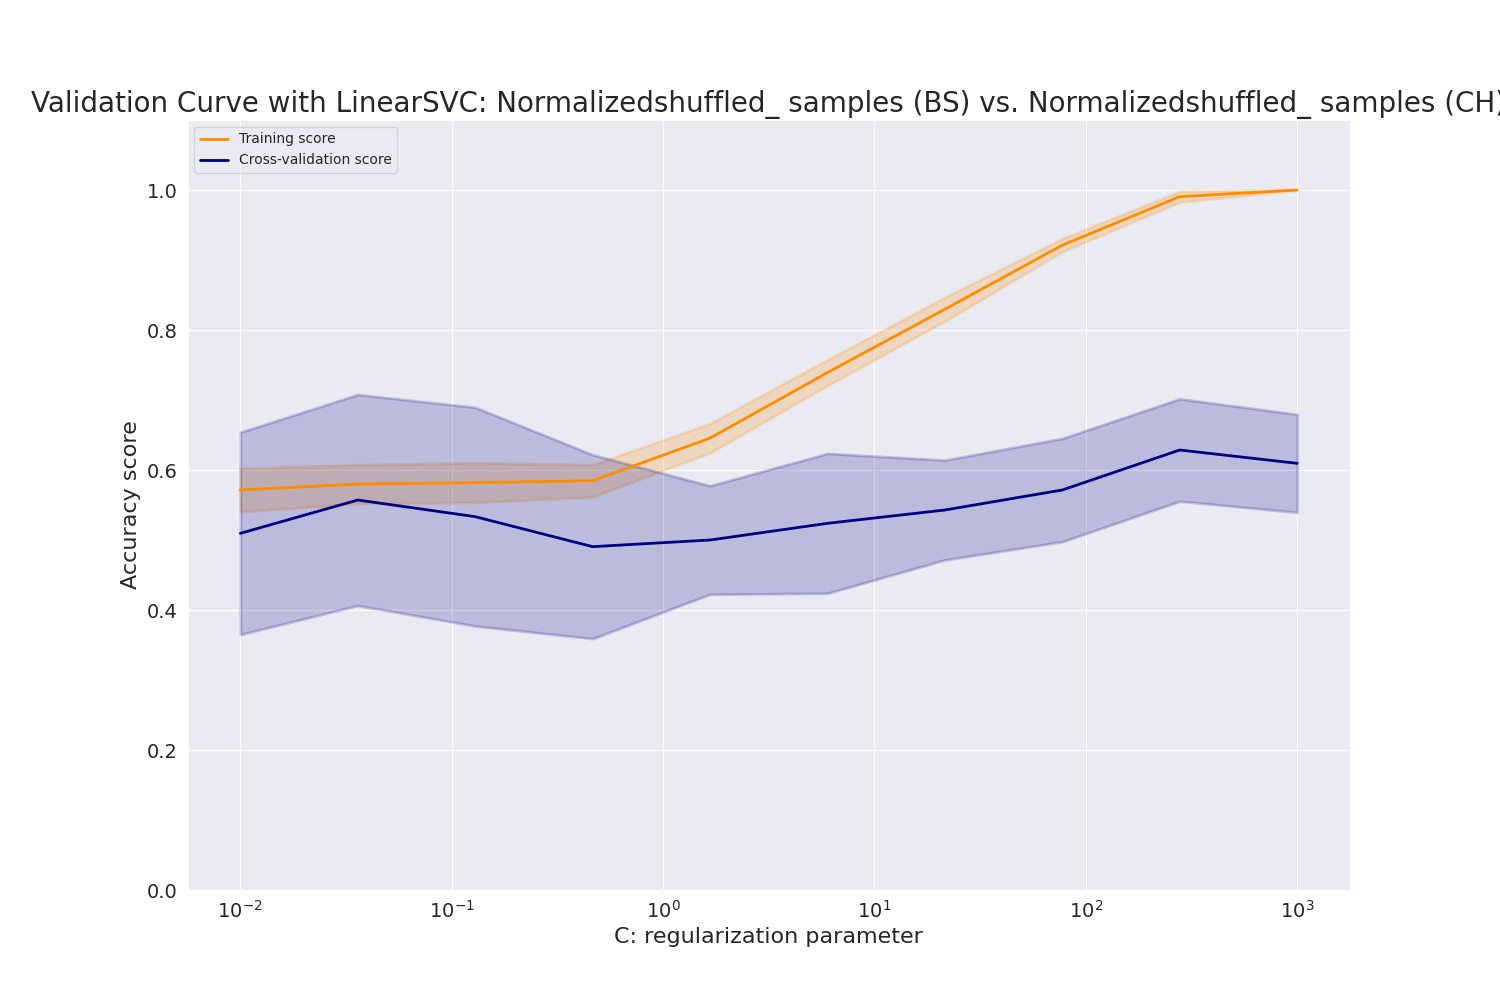 Validation Curve with LinearSVC: Normalizedshuffled_ samples (BS) vs. Normalizedshuffled_ samples (CH)
Training score
Cross-validation score
1.0
0.8
0.6
0.4
0.2
0.0
Accuracy score
10⁻² 10⁻¹ 10⁰ 10¹ 10² 10³
C: regularization parameter